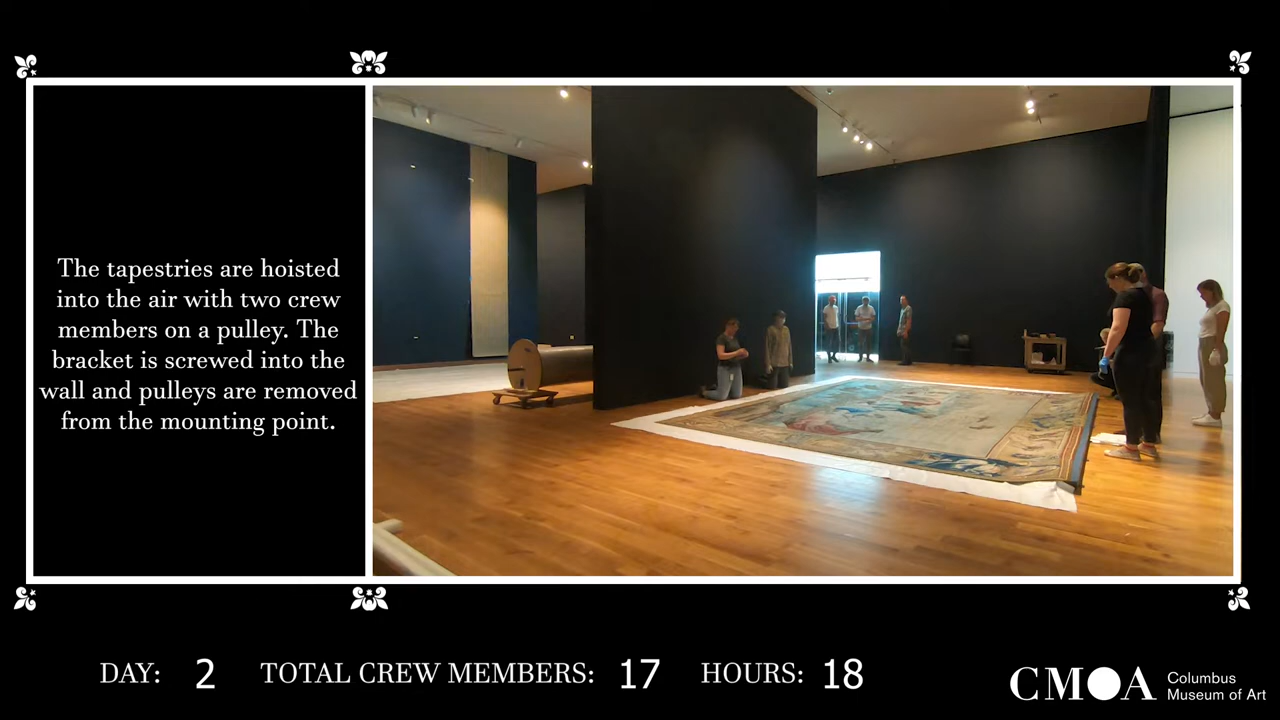 The tapestries are hoisted
into the air with two crew
members on a pulley. The
bracket is screwed into the
wall and pulleys are removed
from the mounting point.
DAY: 2 TOTAL CREW MEMBERS: 17 HOURS: 18
CMOA Columbus
Museum of Art